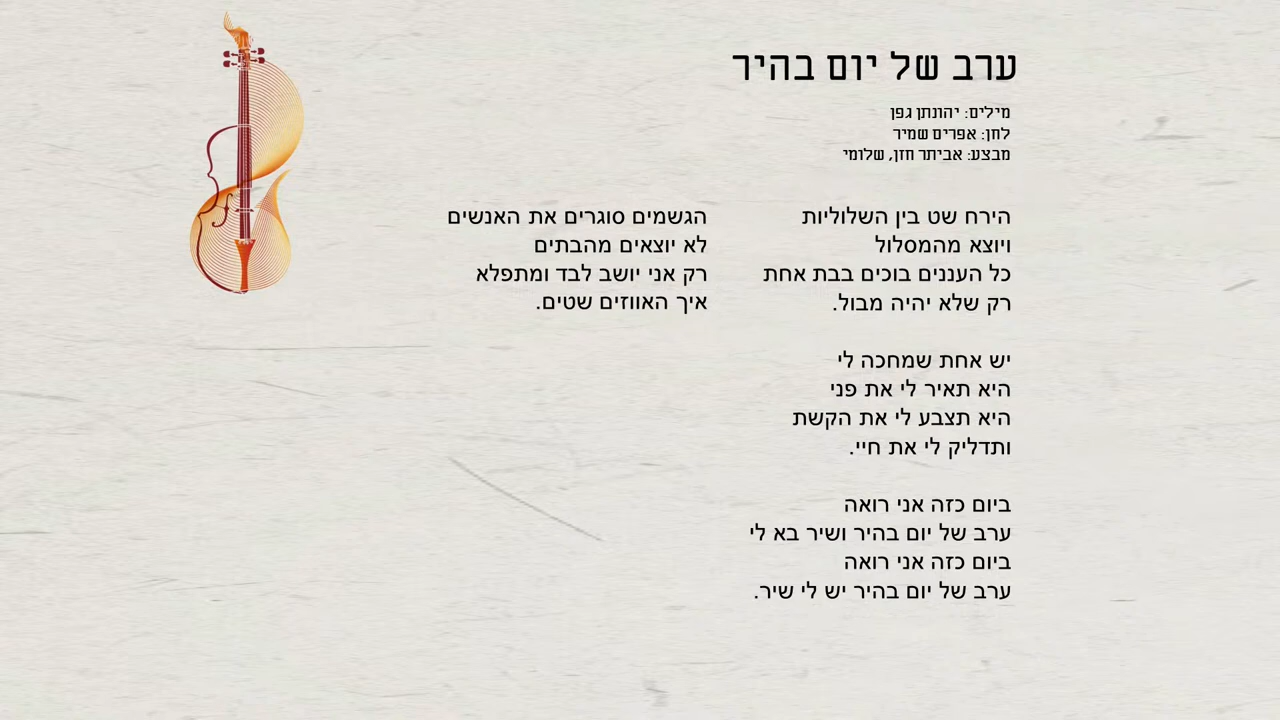 ערב של יום בהיר
מילים: יהונתן גפן
לחן: אפרים שמיר
מבצע: אביתר חזן, שלומי
הירח שט בין השלוליות
ויוצא מהמסלול
כל העננים בוכים בבת אחת
רק שלא יהיה מבול.
יש אחת שמחכה לי
היא תאיר לי את פני
היא תצבע לי את הקשת
ותדליק לי את חיי.
ביום כזה אני רואה
ערב של יום בהיר ושיר בא לי
ביום כזה אני רואה
ערב של יום בהיר יש לי שיר.
הגשמים סוגרים את האנשים
לא יוצאים מהבתים
רק אני יושב לבד ומתפלא
איך האווזים שטים.